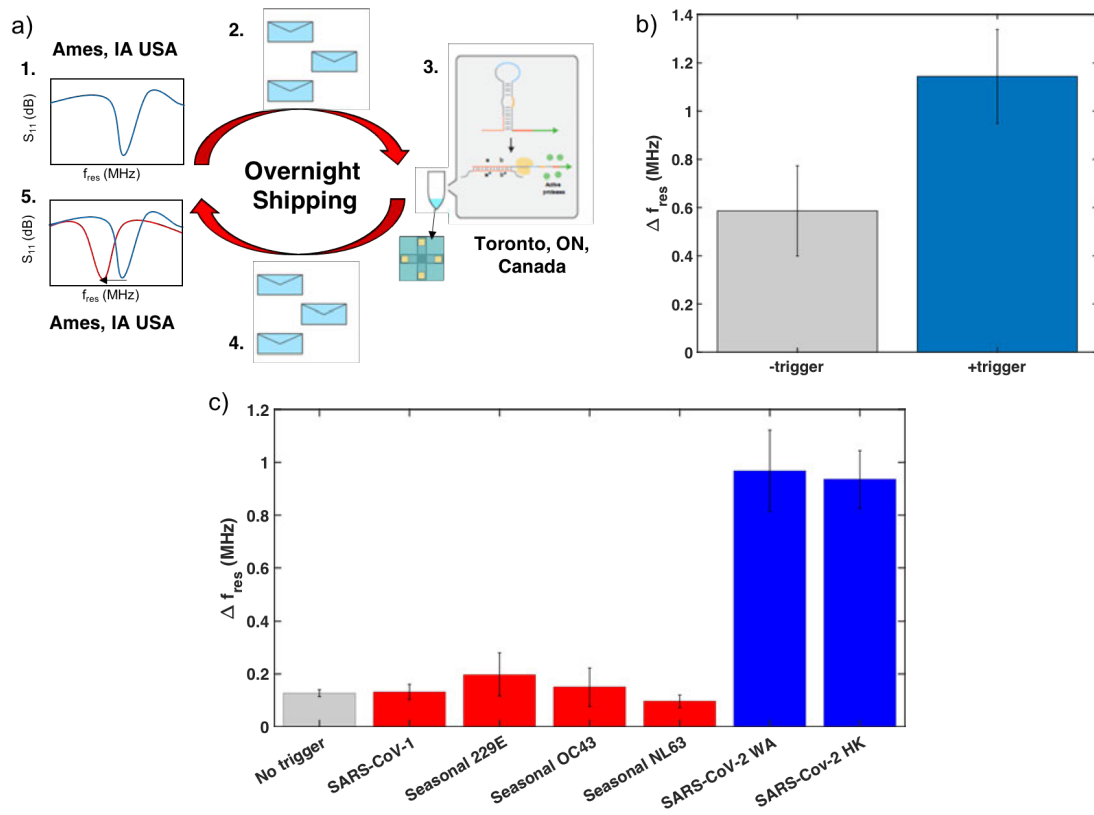 a)
Ames, IA USA
1.
S11 (dB)
fres (MHz)
2.
3.
a b
a* b*
Active
protease
Overnight
Shipping
5.
S11 (dB)
fres (MHz)
Ames, IA USA
4.
Toronto, ON,
Canada
b)
Δ fres (MHz)
1.4
1.2
1
0.8
0.6
0.4
0.2
0
-trigger
+trigger
c)
Δ fres (MHz)
1.2
1
0.8
0.6
0.4
0.2
0
No trigger
SARS-CoV-1
Seasonal 229E
Seasonal OC43
Seasonal NL63
SARS-CoV-2 WA
SARS-Cov-2 HK